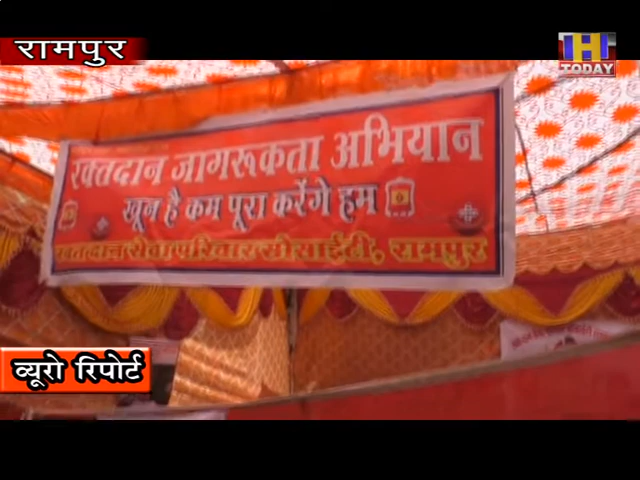 रामपुर
H
TODAY
रक्तदान जागरूकता अभियान
खून है कम पूरा करेंगे हम
रक्तदान सेवा परिवार सोसाईटी, रामपुर
ब्यूरो रिपोर्ट